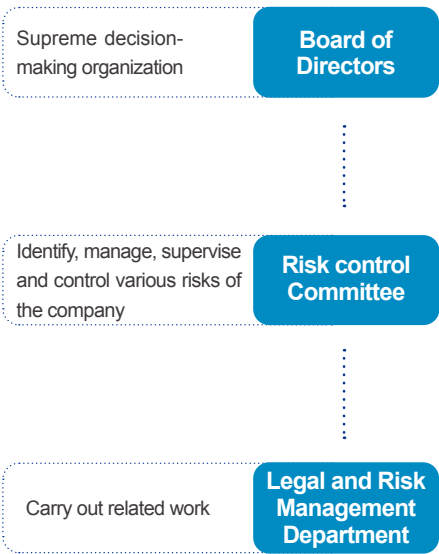 Supreme decision-
making organization
Board of
Directors
Identify, manage, supervise
and control various risks of
the company
Risk control
Committee
Carry out related work
Legal and Risk
Management
Department